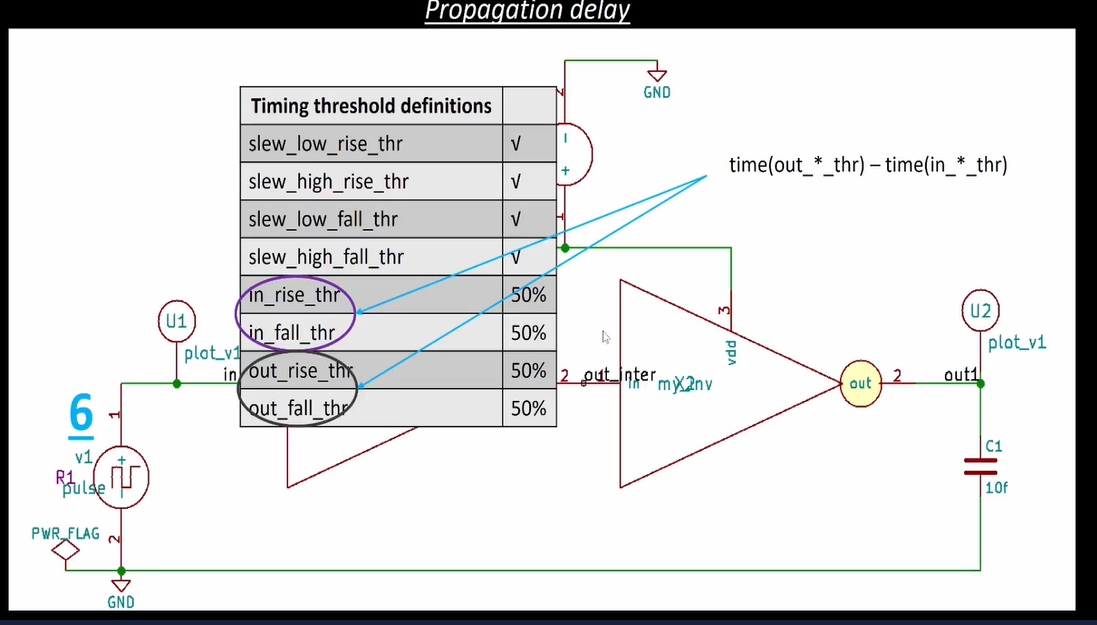 Propagation delay
GND
Timing threshold definitions
slew_low_rise_thr √
slew_high_rise_thr √
slew_low_fall_thr √
slew_high_fall_thr √
in_rise_thr 50%
in_fall_thr 50%
out_rise_thr 50%
out_fall_thr 50%
time(out_*_thr) – time(in_*_thr)
1
3
vdd
U1
plot_v1
in
U2
plot_v1
2
out_inter
in
my_inv
X2
out
2
out1
6
1
v1
R1
pulse
C1
10f
PWR_FLAG
2
GND